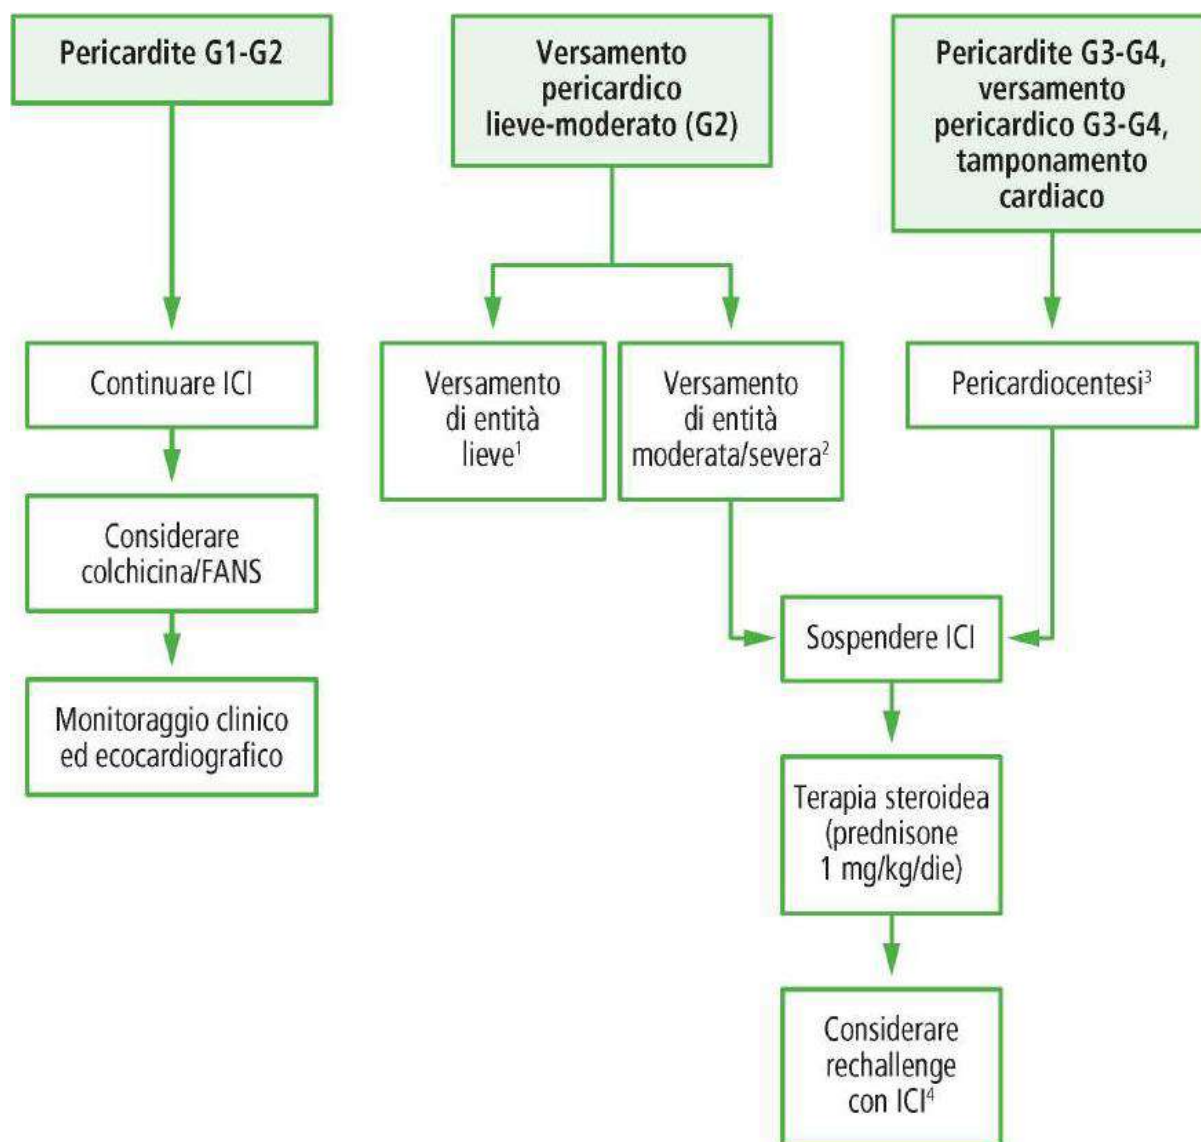 Pericardite G1-G2
Continuare ICI
Considerare
colchicina/FANS
Monitoraggio clinico
ed ecocardiografico
Versamento
pericardico
lieve-moderato (G2)
Versamento
di entità
lieve¹
Versamento
di entità
moderata/severa²
Pericardite G3-G4,
versamento
pericardico G3-G4,
tamponamento
cardiaco
Pericardiocentesi³
Sospendere ICI
Terapia steroidea
(prednisone
1 mg/kg/die)
Considerare
rechallenge
con ICI⁴